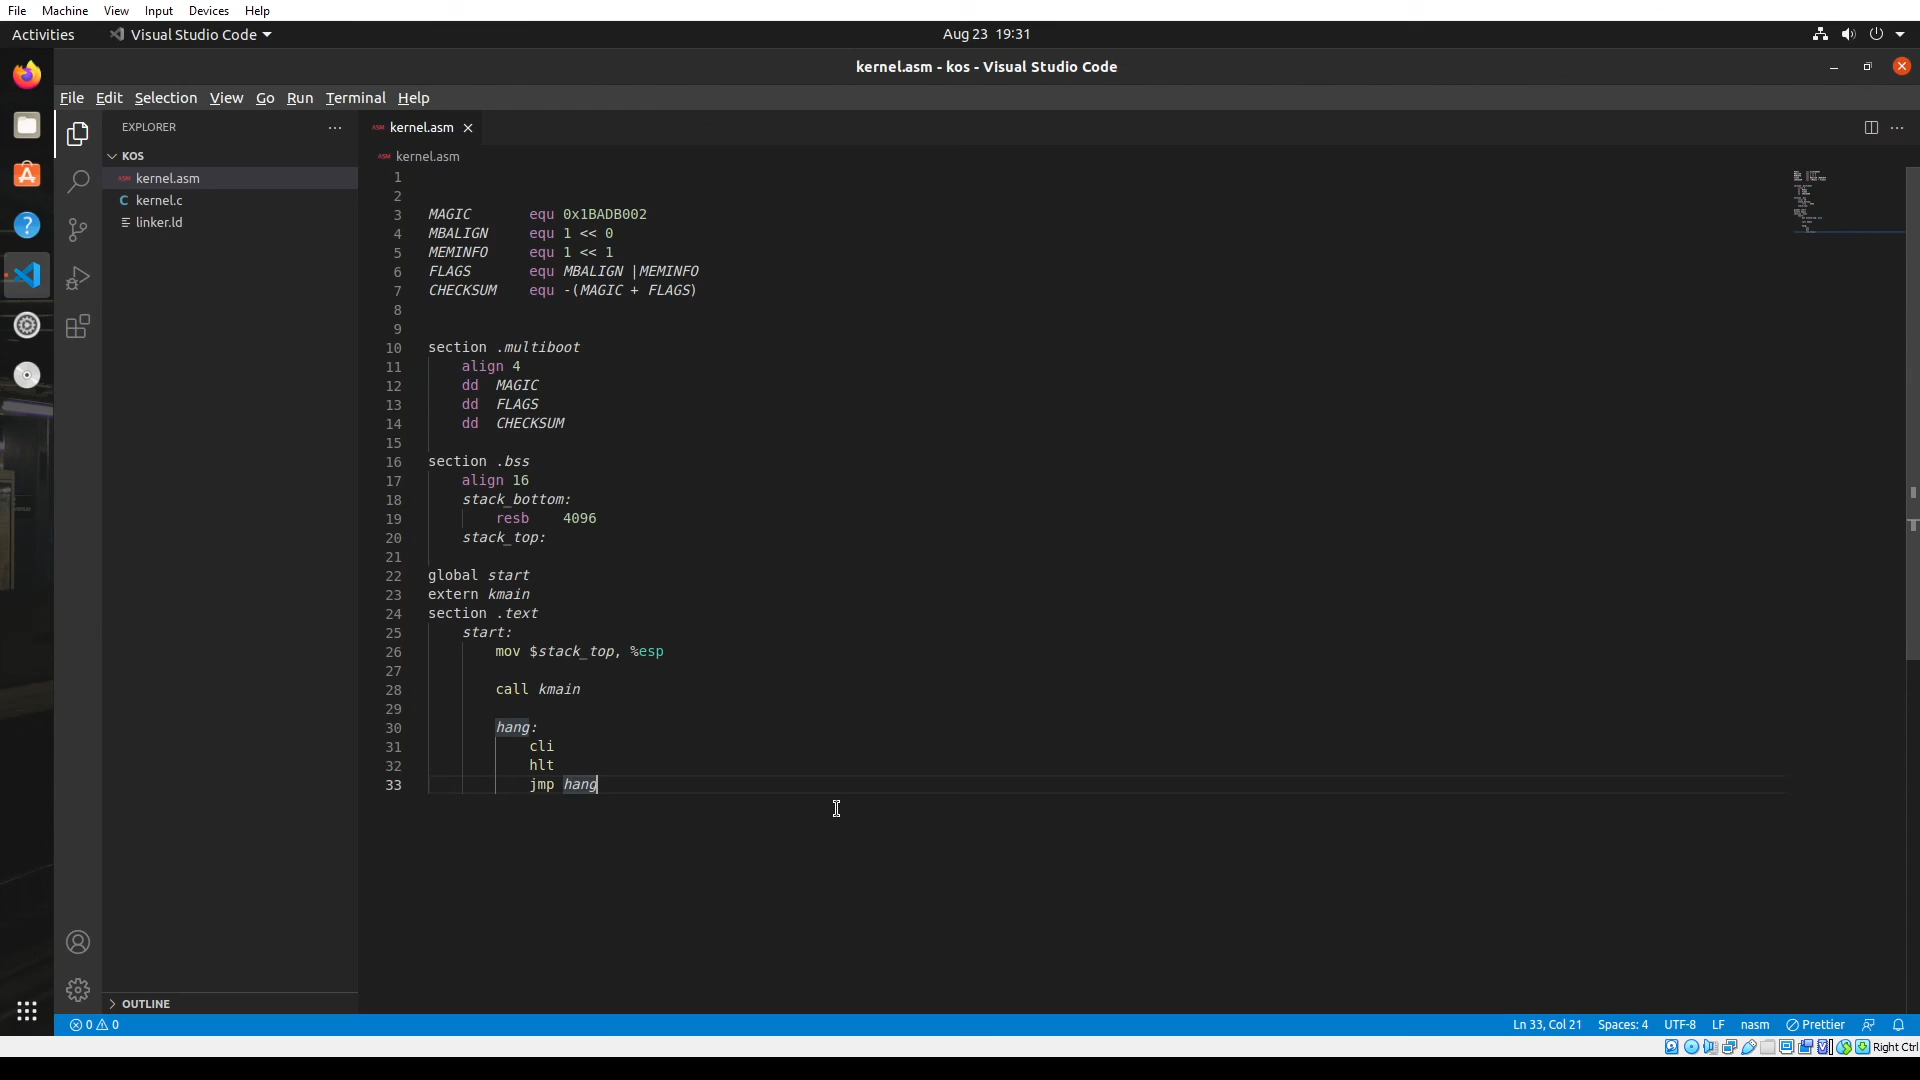 File Machine View Input Devices Help
Activities Visual Studio Code Aug 23 19:31
kernel.asm - kos - Visual Studio Code
File Edit Selection View Go Run Terminal Help
EXPLORER
KOS
kernel.asm
kernel.c
linker.ld
OUTLINE
kernel.asm
kernel.asm
1
2
3 MAGIC equ 0x1BADB002
4 MBALIGN equ 1 << 0
5 MEMINFO equ 1 << 1
6 FLAGS equ MBALIGN |MEMINFO
7 CHECKSUM equ -(MAGIC + FLAGS)
8
9
10 section .multiboot
11 align 4
12 dd MAGIC
13 dd FLAGS
14 dd CHECKSUM
15
16 section .bss
17 align 16
18 stack_bottom:
19 resb 4096
20 stack_top:
21
22 global start
23 extern kmain
24 section .text
25 start:
26 mov $stack_top, %esp
27
28 call kmain
29
30 hang:
31 cli
32 hlt
33 jmp hang
0 0 Ln 33, Col 21 Spaces: 4 UTF-8 LF nasm Prettier
Right Ctrl